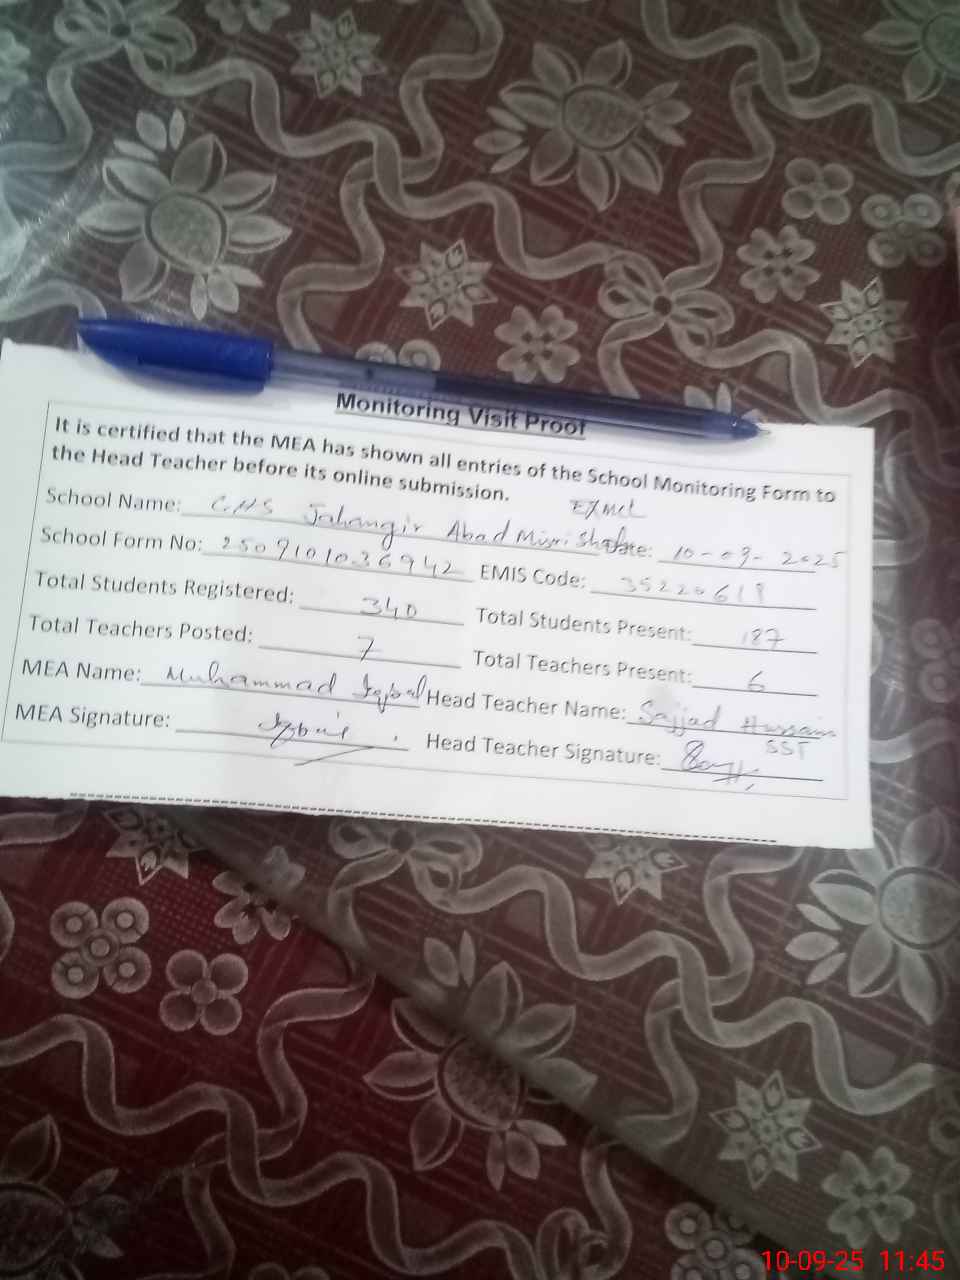 Monitoring Visit Proof
It is certified that the MEA has shown all entries of the School Monitoring Form to
the Head Teacher before its online submission.
EXMcl
School Name: G.H.S Jahangir Abad Misri Shah Date: 10-09-2025
School Form No: 2509101036942 EMIS Code: 35220618
Total Students Registered: 340 Total Students Present: 187
Total Teachers Posted: 7 Total Teachers Present: 6
MEA Name: Muhammad Iqbal Head Teacher Name: Sajjad Hussain
SST
MEA Signature: Iqbal Head Teacher Signature:
10-09-25 11:45